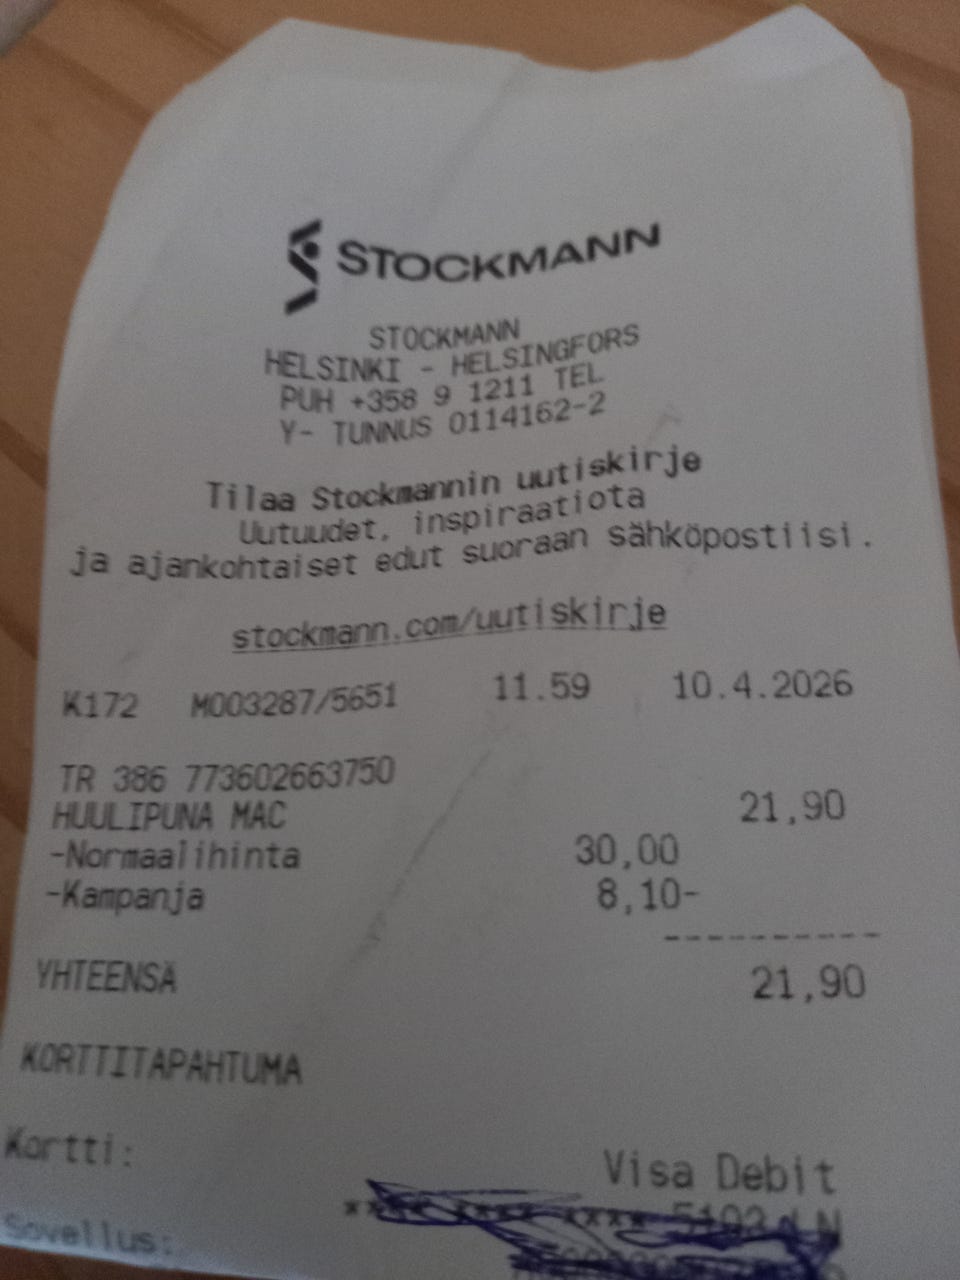 STOCKMANN
STOCKMANN
HELSINKI - HELSINGFORS
PUH +358 9 1211 TEL
Y- TUNNUS 0114162-2
Tilaa Stockmannin uutiskirje
Uutuudet, inspiraatiota
ja ajankohtaiset edut suoraan sähköpostiisi.
stockmann.com/uutiskirje
K172 M003287/5651 11.59 10.4.2026
TR 386 773602663750
HUULIPUNA MAC 21,90
-Normaalihinta 30,00
-Kampanja 8,10-
----------
YHTEENSÄ 21,90
KORTTITAPAHTUMA
Kortti: Visa Debit
Sovellus: